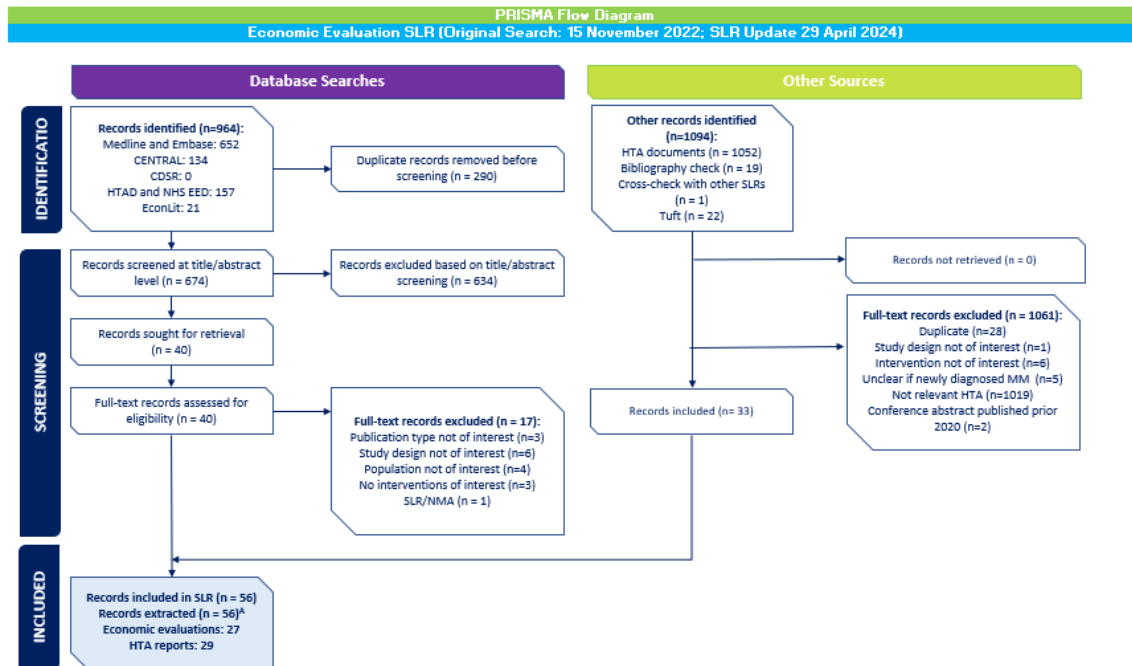 PRISMA Flow Diagram
Economic Evaluation SLR (Original Search: 15 November 2022; SLR Update 29 April 2024)
Database Searches
Other Sources
IDENTIFICATIO
Records identified (n=964):
Medline and Embase: 652
CENTRAL: 134
CDSR: 0
HTAD and NHS EED: 157
EconLit: 21
Duplicate records removed before
screening (n = 290)
Other records identified
(n=1094):
HTA documents (n = 1052)
Bibliography check (n = 19)
Cross-check with other SLRs
(n = 1)
Tuft (n = 22)
SCREENING
Records screened at title/abstract
level (n = 674)
Records excluded based on title/abstract
screening (n = 634)
Records not retrieved (n = 0)
Records sought for retrieval
(n = 40)
Full-text records assessed for
eligibility (n = 40)
Full-text records excluded (n = 17):
Publication type not of interest (n=3)
Study design not of interest (n=6)
Population not of interest (n=4)
No interventions of interest (n=3)
SLR/NMA (n = 1)
Records included (n= 33)
Full-text records excluded (n = 1061):
Duplicate (n=28)
Study design not of interest (n=1)
Intervention not of interest (n=6)
Unclear if newly diagnosed MM (n=5)
Not relevant HTA (n=1019)
Conference abstract published prior
2020 (n=2)
INCLUDED
Records included in SLR (n = 56)
Records extracted (n = 56)ᴬ
Economic evaluations: 27
HTA reports: 29